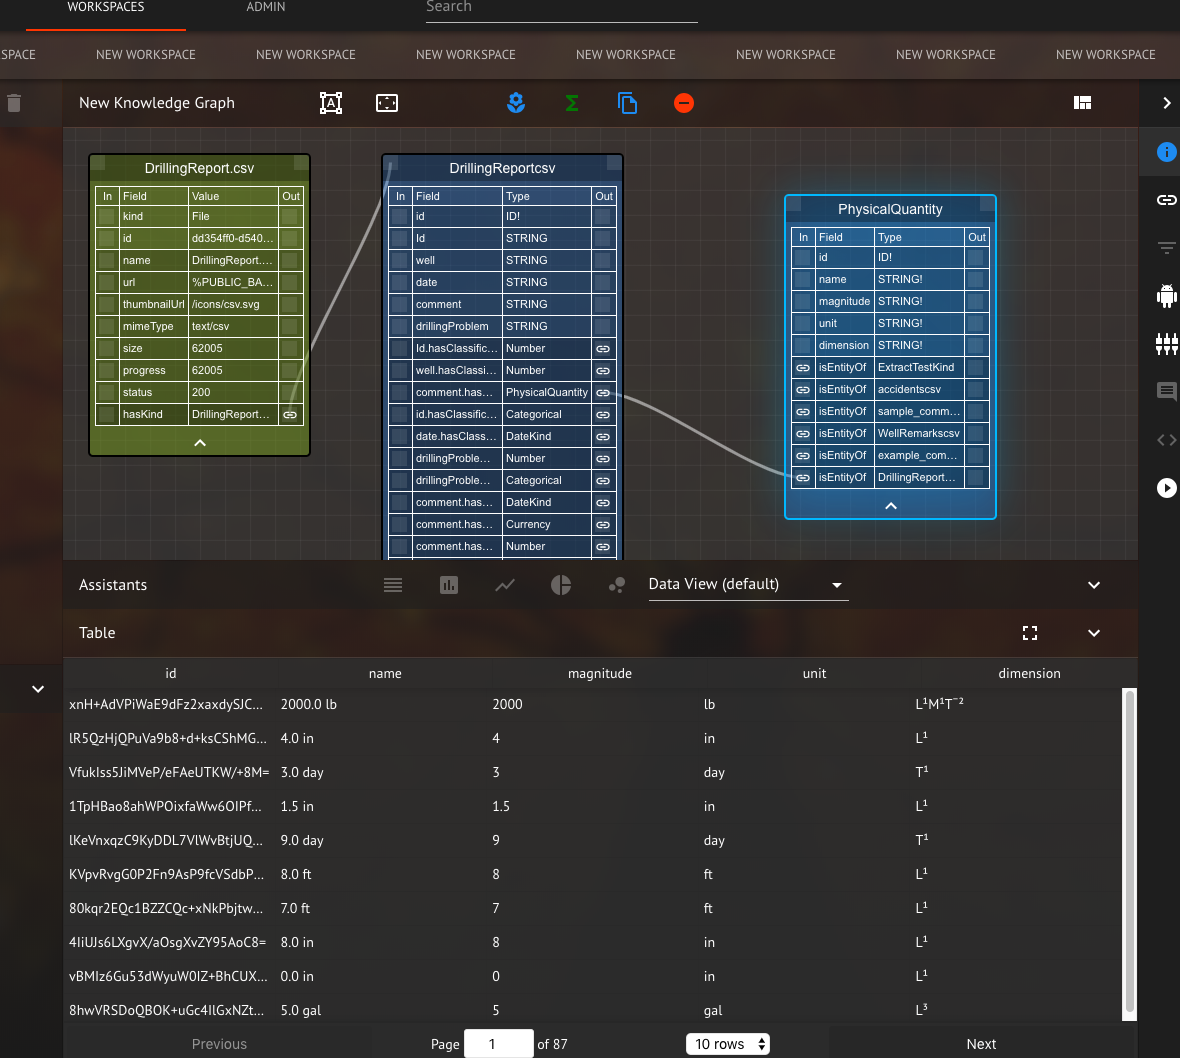 WORKSPACES ADMIN Search
SPACE NEW WORKSPACE NEW WORKSPACE NEW WORKSPACE NEW WORKSPACE NEW WORKSPACE NEW WORKSPACE NEW WORKSPACE
New Knowledge Graph A
DrillingReport.csv
In Field Value Out
kind File
id dd354ff0-d540...
name DrillingReport....
url %PUBLIC_BA...
thumbnailUrl /icons/csv.svg
mimeType text/csv
size 62005
progress 62005
status 200
hasKind DrillingReport...
DrillingReportcsv
In Field Type Out
id ID!
Id STRING
well STRING
date STRING
comment STRING
drillingProblem STRING
Id.hasClassific... Number
well.hasClassi... Number
comment.has... PhysicalQuantity
id.hasClassific... Categorical
date.hasClass... DateKind
drillingProble... Number
drillingProble... Categorical
comment.has... DateKind
comment.has... Currency
comment.has... Number
PhysicalQuantity
In Field Type Out
id ID!
name STRING!
magnitude STRING!
unit STRING!
dimension STRING!
isEntityOf ExtractTestKind
isEntityOf accidentscsv
isEntityOf sample_comm...
isEntityOf WellRemarkscsv
isEntityOf example_com...
isEntityOf DrillingReport...
Assistants Data View (default)
Table
id name magnitude unit dimension
xnH+AdVPiWaE9dFz2xaxdySJC... 2000.0 lb 2000 lb L¹M¹T⁻²
lR5QzHjQPuVa9b8+d+ksCShMG... 4.0 in 4 in L¹
VfukIss5JiMVeP/eFAeUTKW/+8M= 3.0 day 3 day T¹
1TpHBao8ahWPOixfaWw6OIPf... 1.5 in 1.5 in L¹
lKeVnxqzC9KyDDL7VlWvBtjUQ... 9.0 day 9 day T¹
KVpvRvgG0P2Fn9AsP9fcVSdbP... 8.0 ft 8 ft L¹
80kqr2EQc1BZZCQc+xNkPbjtw... 7.0 ft 7 ft L¹
4IiUJs6LXgvX/aOsgXvZY95AoC8= 8.0 in 8 in L¹
vBMIz6Gu53dWyuW0IZ+BhCUX... 0.0 in 0 in L¹
8hwVRSDoQBOK+uGc4IlGxNZt... 5.0 gal 5 gal L³
Previous Page 1 of 87 10 rows Next